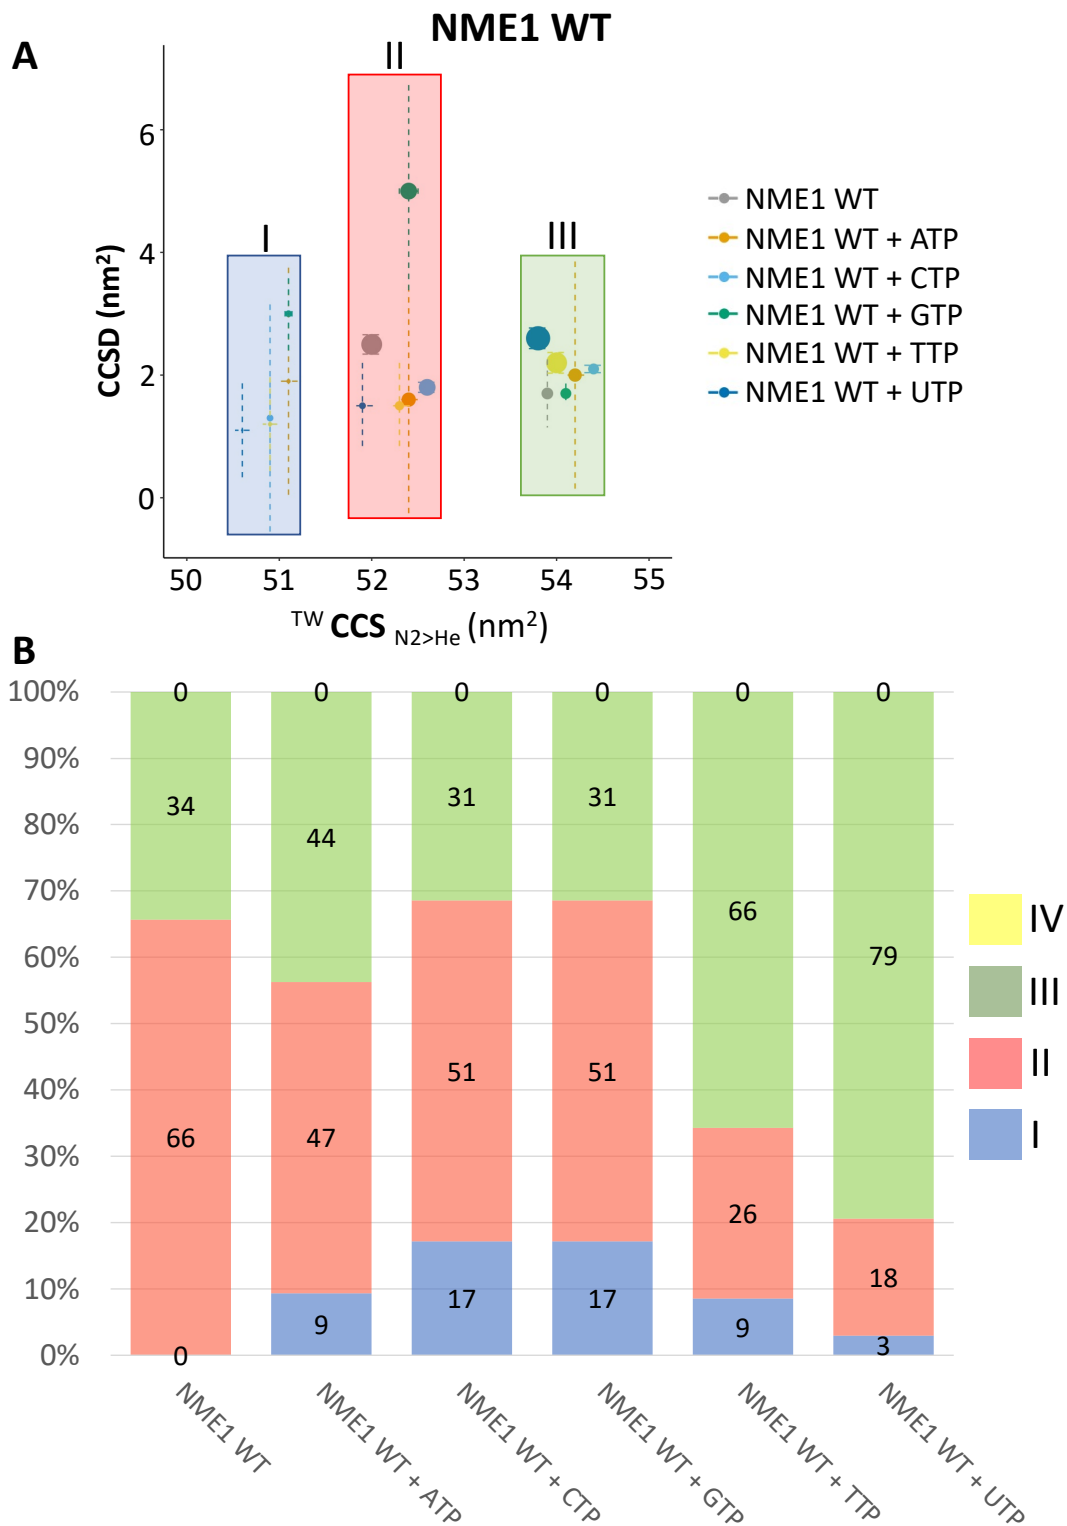 NME1 WT
A
II
I
III
6
4
2
0
CCSD (nm²)
50 51 52 53 54 55
TW CCS N2>He (nm²)
NME1 WT
NME1 WT + ATP
NME1 WT + CTP
NME1 WT + GTP
NME1 WT + TTP
NME1 WT + UTP
B
100%
90%
80%
70%
60%
50%
40%
30%
20%
10%
0%
0 0 0 0 0 0
34 44 31 31 66 79
66 47 51 51 26 18
0 9 17 17 9 3
NME1 WT
NME1 WT + ATP
NME1 WT + CTP
NME1 WT + GTP
NME1 WT + TTP
NME1 WT + UTP
IV
III
II
I